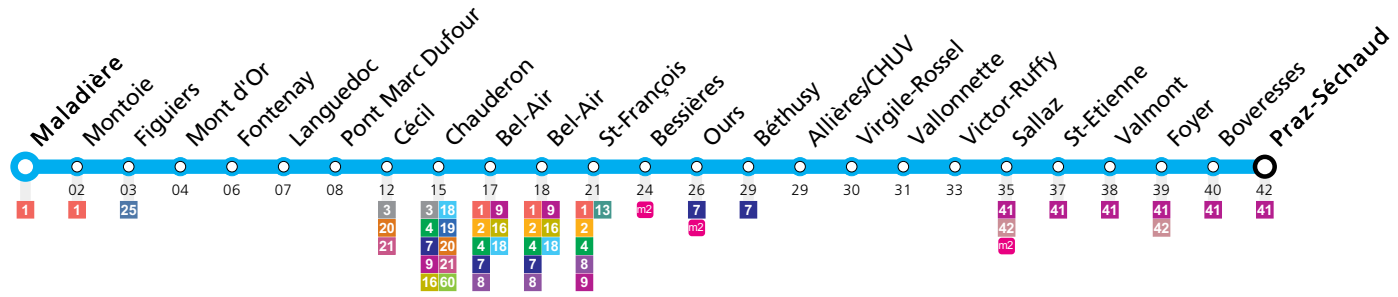 Maladière
Montoie
Figuiers
Mont d'Or
Fontenay
Languedoc
Pont Marc Dufour
Cécil
Chauderon
Bel-Air
Bel-Air
St-François
Bessières
Ours
Béthusy
Allières/CHUV
Virgile-Rossel
Vallonnette
Victor-Ruffy
Sallaz
St-Etienne
Valmont
Foyer
Boveresses
Praz-Séchaud
02 03 04 06 07 08 12 15 17 18 21 24 26 29 29 30 31 33 35 37 38 39 40 42
1 1 25 3 3 18 1 9 1 9 1 13 m2 7 7 41 41 41 41 41 41
20 4 19 2 16 2 16 2 m2 42 42
21 7 20 4 18 4 18 4 m2
9 21 7 7 8
16 60 8 8 9